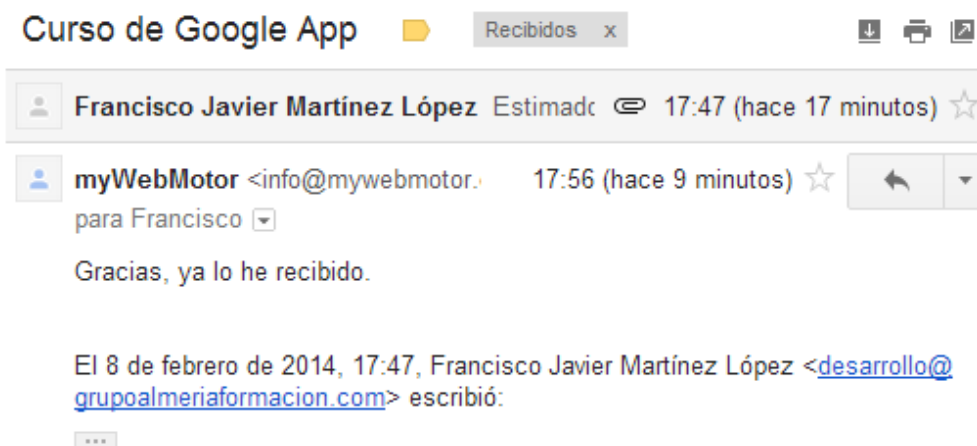 Curso de Google App Recibidos x
Francisco Javier Martínez López Estimado 17:47 (hace 17 minutos)
myWebMotor <info@mywebmotor. 17:56 (hace 9 minutos)
para Francisco
Gracias, ya lo he recibido.
El 8 de febrero de 2014, 17:47, Francisco Javier Martínez López <desarrollo@
grupoalmeriaformacion.com> escribió: